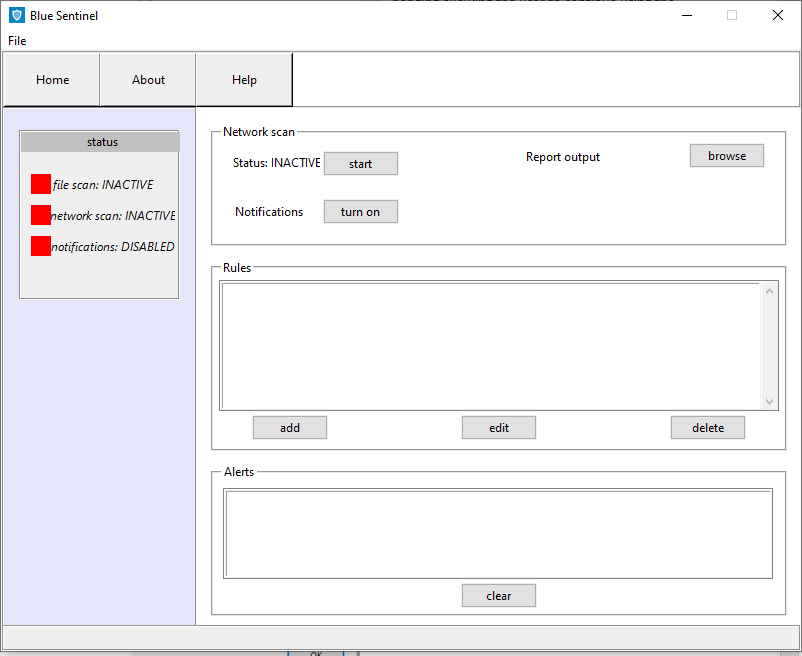 Blue Sentinel
File
Home
About
Help
status
file scan: INACTIVE
network scan: INACTIVE
notifications: DISABLED
Network scan
Status: INACTIVE
start
Report output
browse
Notifications
turn on
Rules
add
edit
delete
Alerts
clear